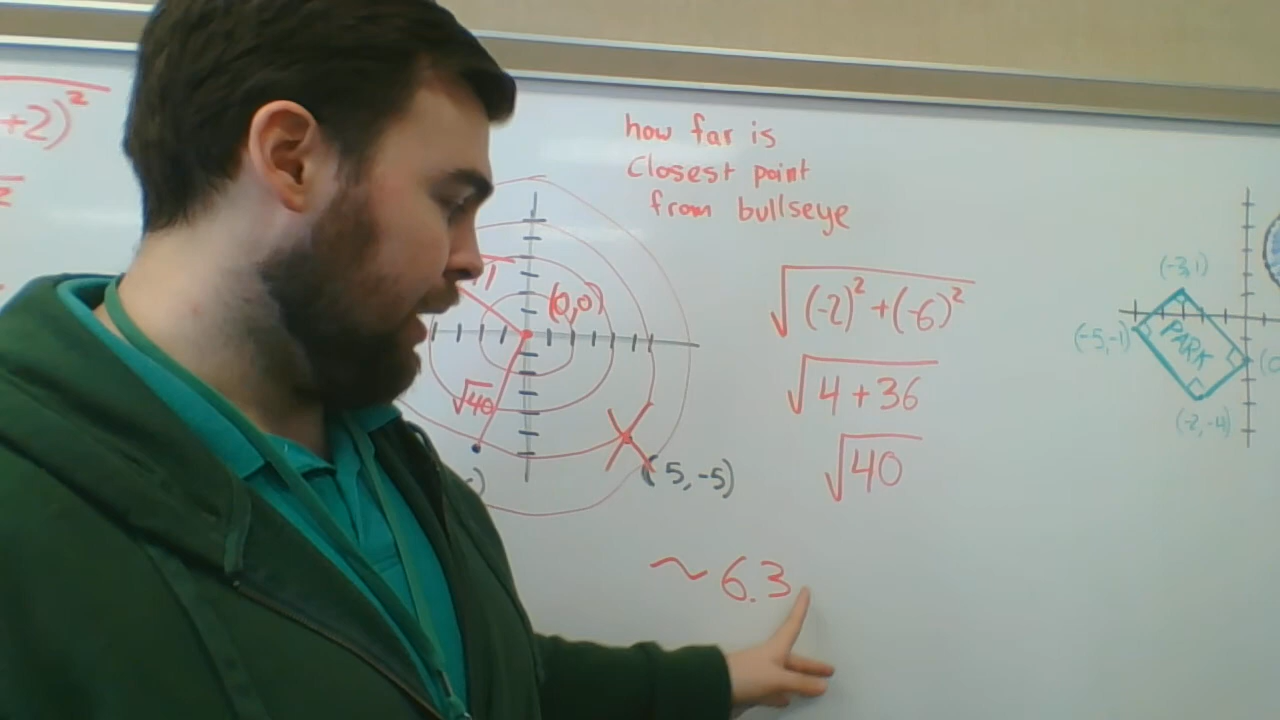 +2)²
how far is
Closest point
from bullseye
(0,0)
√(-2)²+(-6)²
√4+36
√40
√40
(5,-5)
~6.3
(-3,1)
(-5,-1)
PARK
(-2,-4)